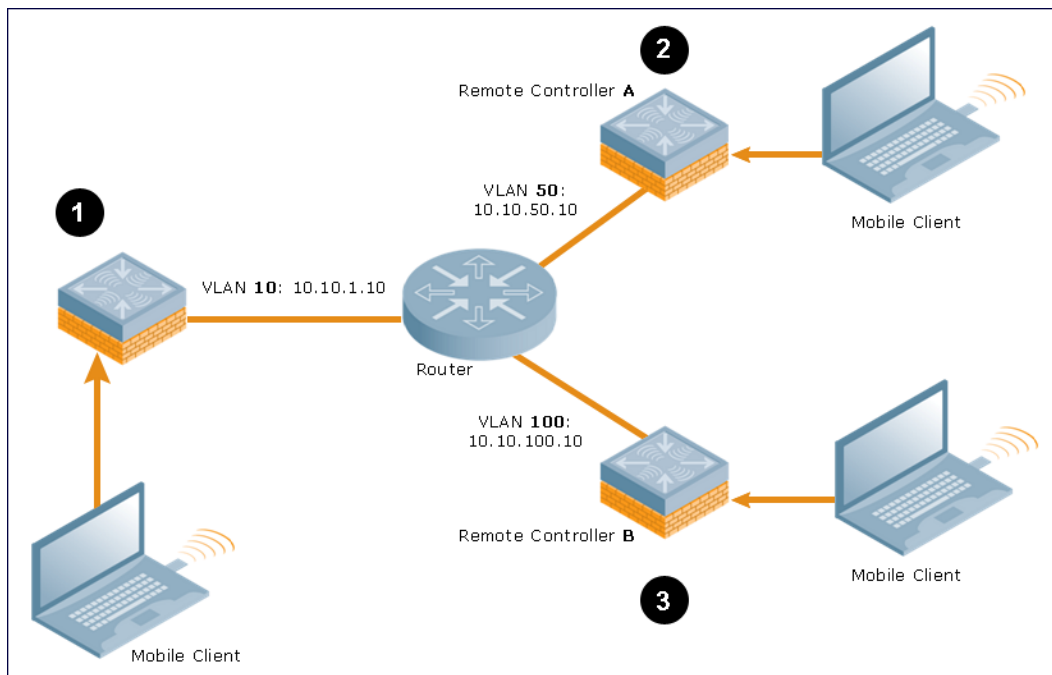 2
Remote Controller A
VLAN 50:
10.10.50.10
Mobile Client
1
VLAN 10: 10.10.1.10
Router
VLAN 100:
10.10.100.10
Remote Controller B
Mobile Client
3
Mobile Client